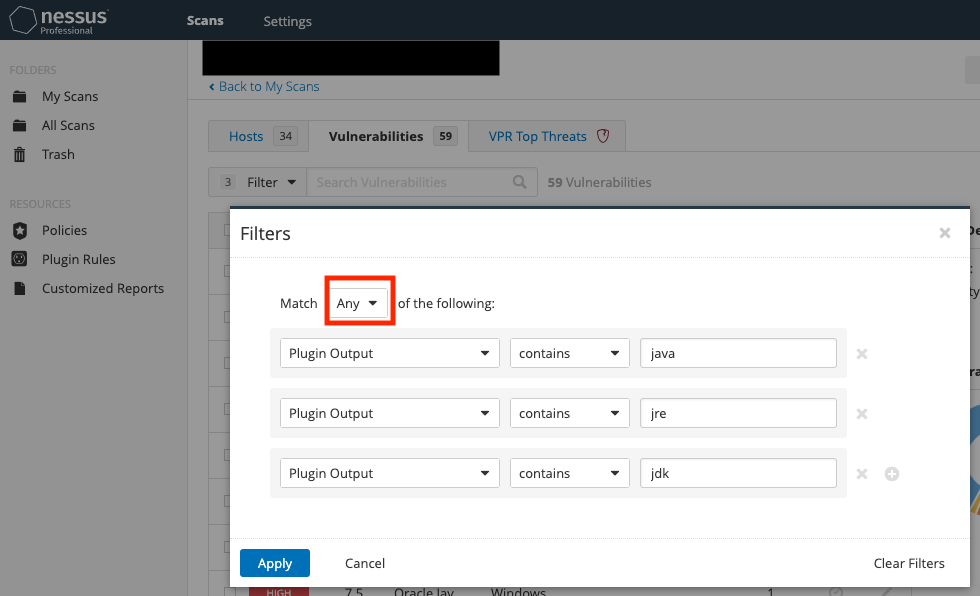 nessus
Professional
Scans
Settings
FOLDERS
My Scans
All Scans
Trash
RESOURCES
Policies
Plugin Rules
Customized Reports
Back to My Scans
Hosts 34
Vulnerabilities 59
VPR Top Threats
3 Filter
Search Vulnerabilities
59 Vulnerabilities
Filters
Match Any of the following:
Plugin Output contains java
Plugin Output contains jre
Plugin Output contains jdk
Apply
Cancel
Clear Filters
HIGH 7.5 Oracle Jav Windows 1